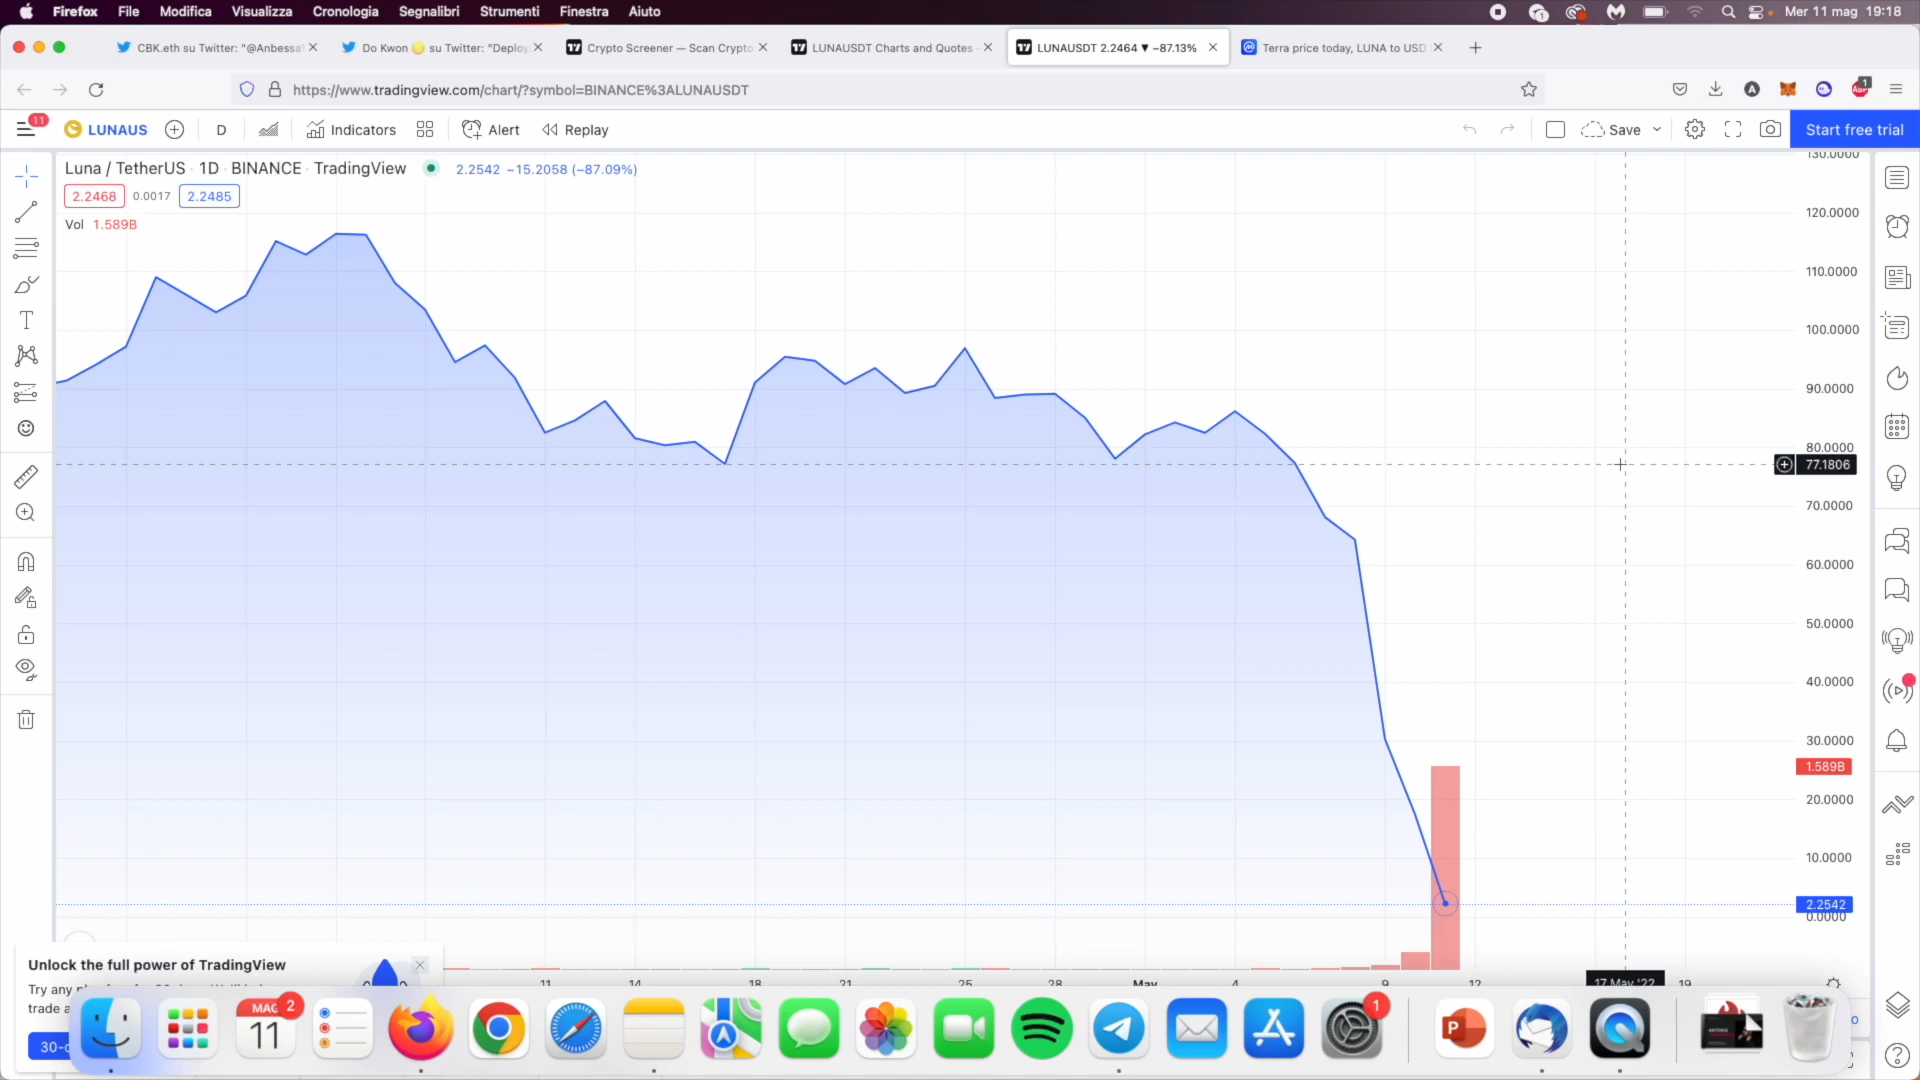 Firefox File Modifica Visualizza Cronologia Segnalibri Strumenti Finestra Aiuto 1 Mer 11 mag 19:18
CBK.eth su Twitter: "@Anbessa Do Kwon su Twitter: "Deploy Crypto Screener — Scan Crypto LUNAUSDT Charts and Quotes LUNAUSDT 2.2464 ▼ −87.13% Terra price today, LUNA to USD
https://www.tradingview.com/chart/?symbol=BINANCE%3ALUNAUSDT 1
11 LUNAUS D Indicators Alert Replay Save Start free trial
Luna / TetherUS · 1D · BINANCE · TradingView 2.2542 −15.2058 (−87.09%)
2.2468 0.0017 2.2485
Vol 1.589B
130.0000
120.0000
110.0000
100.0000
90.0000
80.0000
77.1806
70.0000
60.0000
50.0000
40.0000
30.0000
1.589B
20.0000
10.0000
2.2542
0.0000
11 14 18 21 25 28 May 4 9 12 17 May '22 19
Unlock the full power of TradingView
Try any
trade a
30-
MAG 2
11
1
P